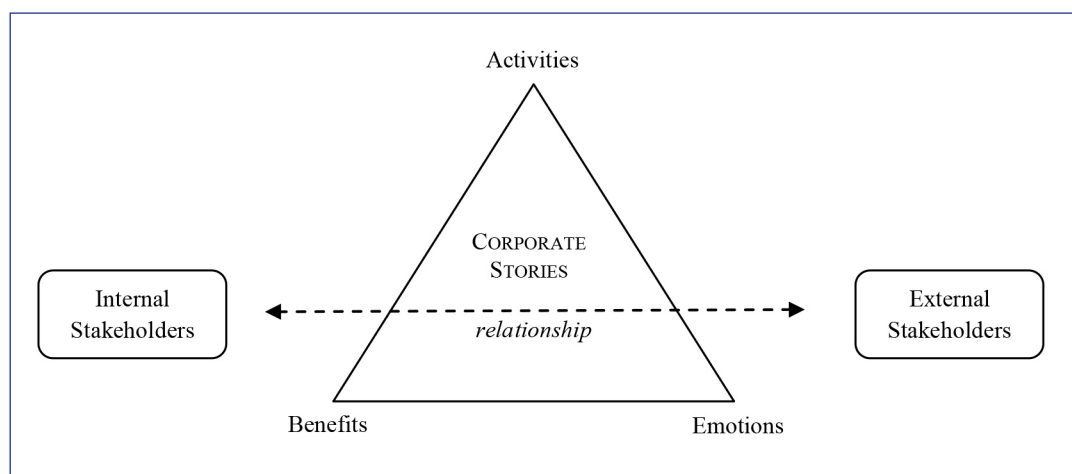 Activities
CORPORATE
STORIES
Internal
Stakeholders
External
Stakeholders
relationship
Benefits
Emotions